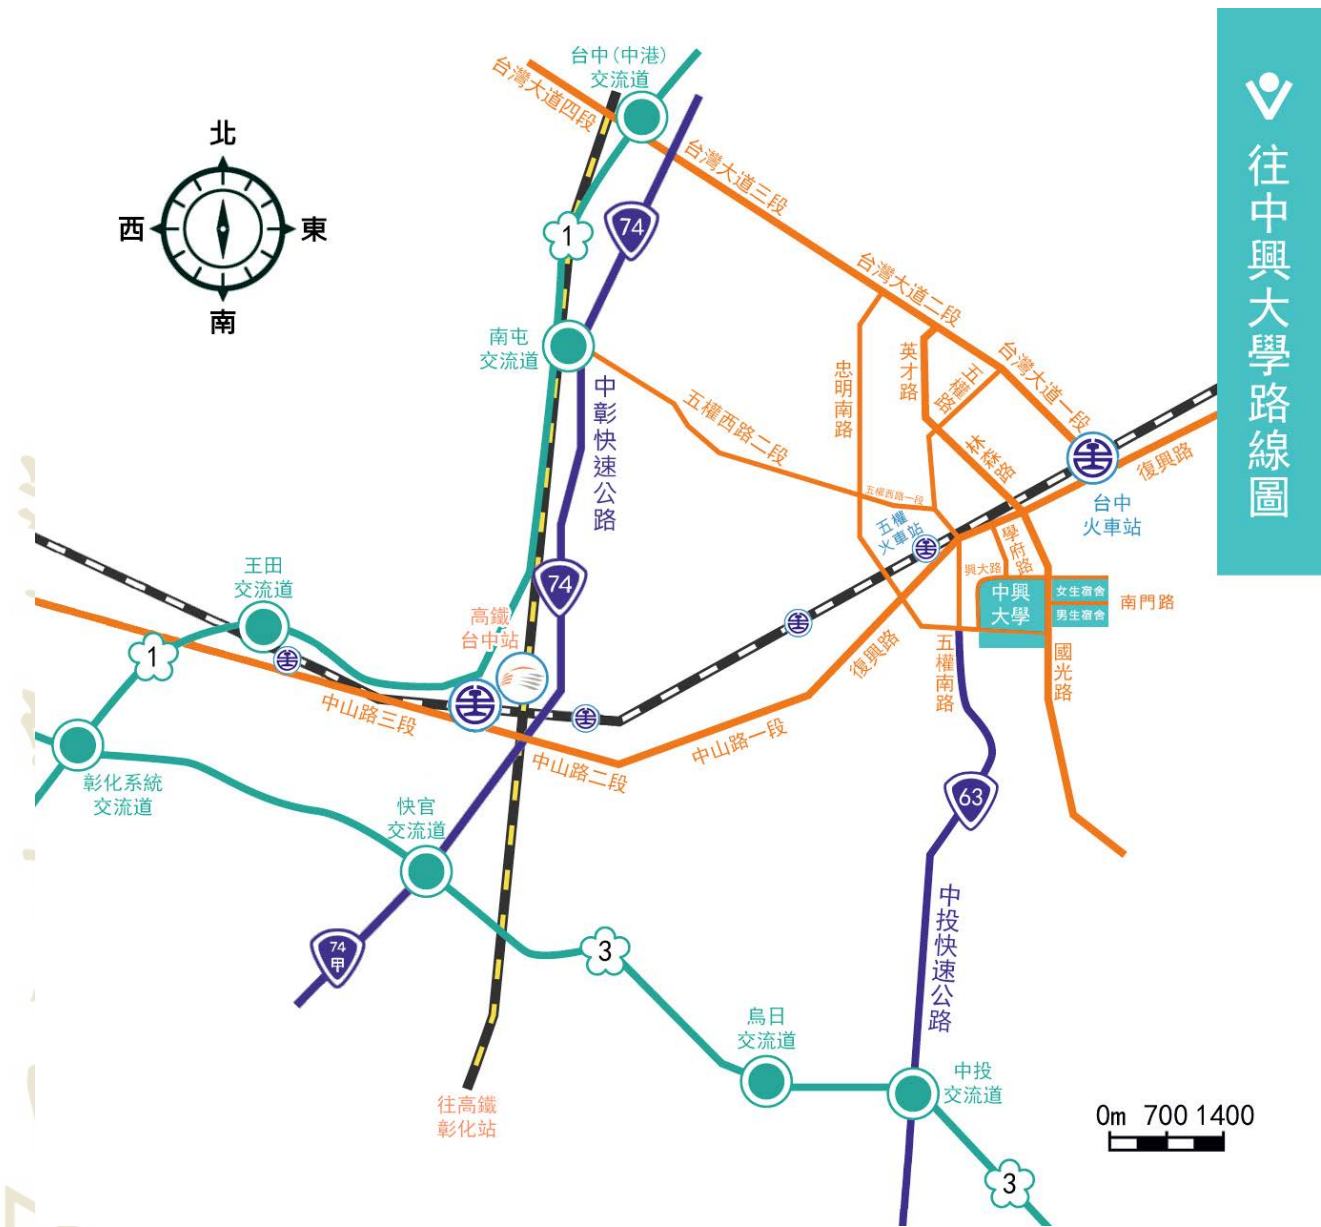 往中興大學路線圖
北
西
東
南
台中(中港)
交流道
台灣大道四段
台灣大道三段
74
1
台灣大道二段
南屯
交流道
中彰快速公路
五權西路二段
忠明南路
英才路
五權路
台灣大道一段
林森路
復興路
台中
火車站
五權西路一段
五權
火車站
學府路
興大路
中興
大學
女生宿舍
男生宿舍
南門路
王田
交流道
74
高鐵
台中站
1
復興路
五權南路
國光路
中山路三段
中山路二段
中山路一段
彰化系統
交流道
快官
交流道
63
74
甲
3
中投快速公路
烏日
交流道
中投
交流道
往高鐵
彰化站
0m 700 1400
3